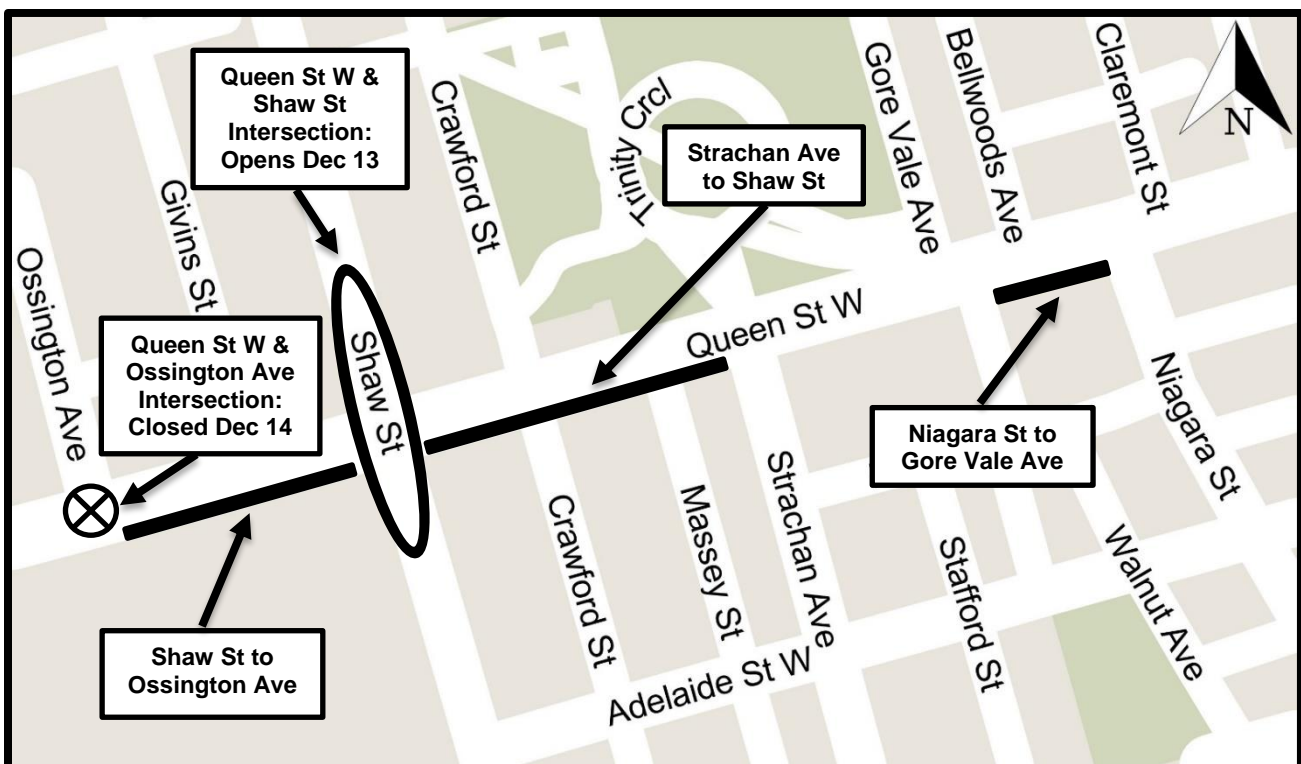 Queen St W &
Shaw St
Intersection:
Opens Dec 13
Crawford St
Trinity Crcl
Strachan Ave
to Shaw St
Gore Vale Ave
Bellwoods Ave
Claremont St
N
Ossington Ave
Givins St
Queen St W &
Ossington Ave
Intersection:
Closed Dec 14
Shaw St
Queen St W
Niagara St to
Gore Vale Ave
Niagara St
Crawford St
Massey St
Strachan Ave
Stafford St
Walnut Ave
Shaw St to
Ossington Ave
Adelaide St W